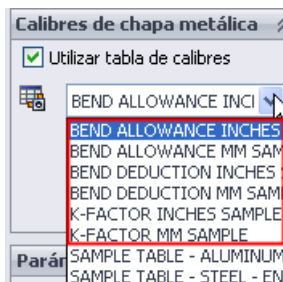 Calibres de chapa metálica
Utilizar tabla de calibres
BEND ALLOWANCE INCI
BEND ALLOWANCE INCHES
BEND ALLOWANCE MM SAM
BEND DEDUCTION INCHES
BEND DEDUCTION MM SAM
K-FACTOR INCHES SAMPLE
K-FACTOR MM SAMPLE
SAMPLE TABLE - ALUMINUM
Parár
SAMPLE TABLE - STEEL - EN